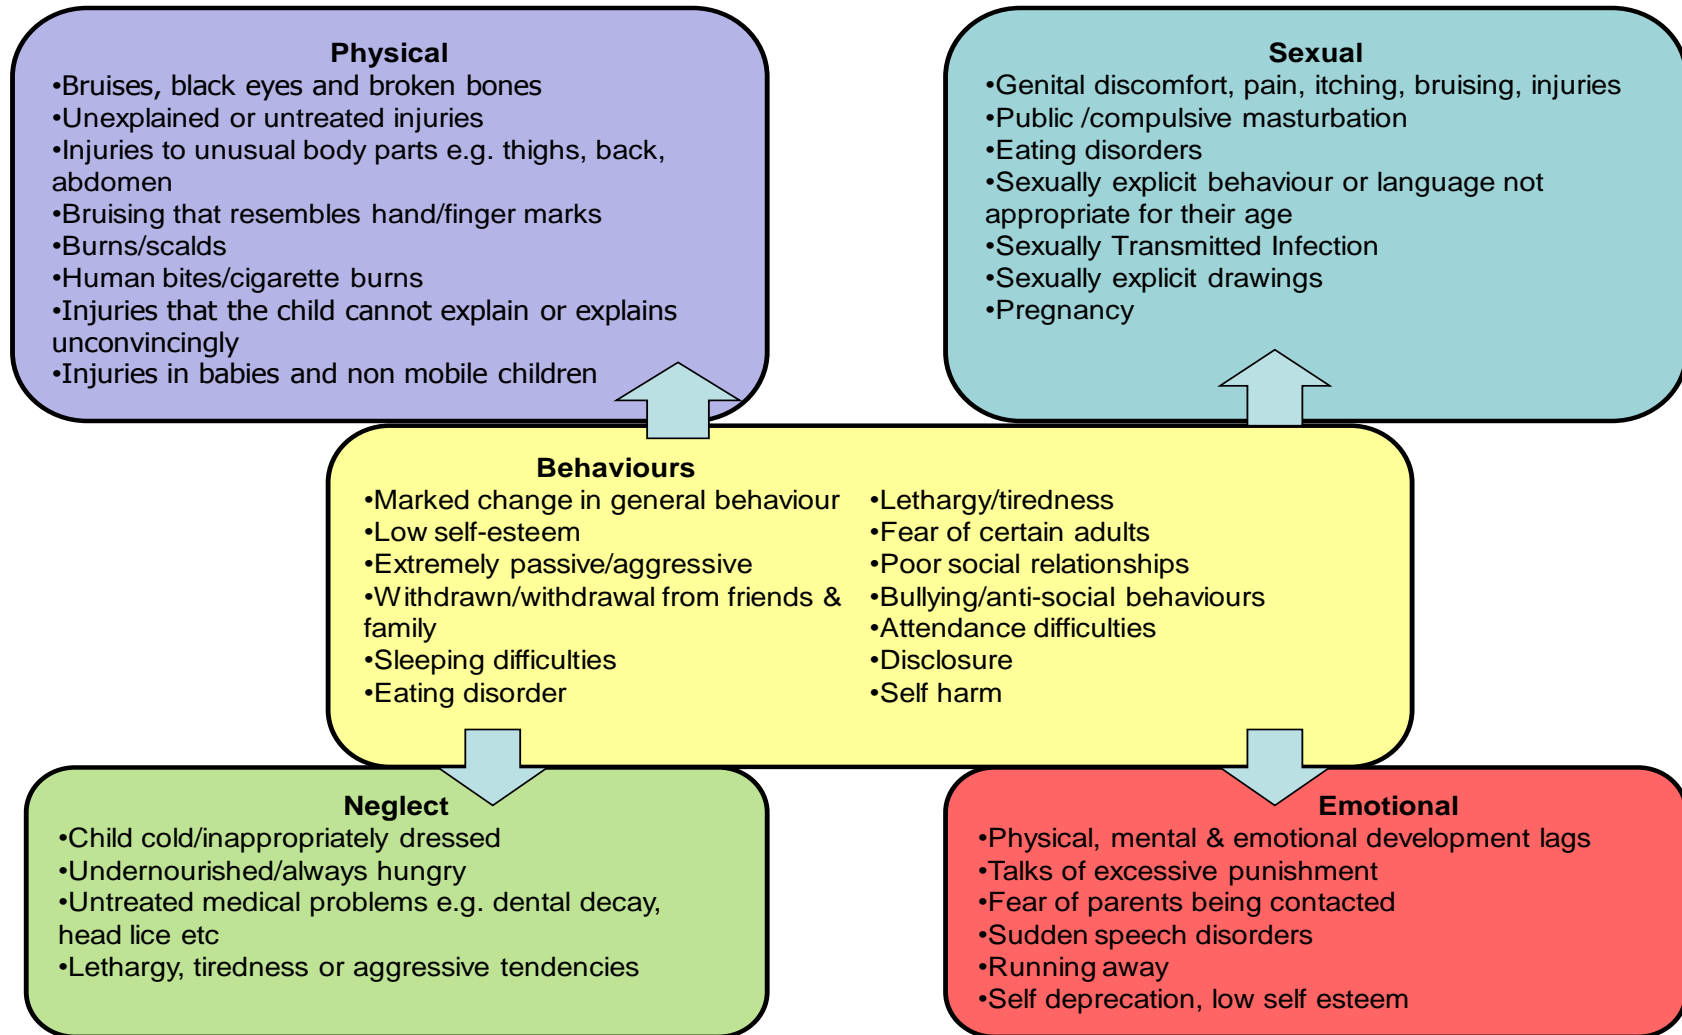 Physical
•Bruises, black eyes and broken bones
•Unexplained or untreated injuries
•Injuries to unusual body parts e.g. thighs, back,
abdomen
•Bruising that resembles hand/finger marks
•Burns/scalds
•Human bites/cigarette burns
•Injuries that the child cannot explain or explains
unconvincingly
•Injuries in babies and non mobile children
Sexual
•Genital discomfort, pain, itching, bruising, injuries
•Public /compulsive masturbation
•Eating disorders
•Sexually explicit behaviour or language not
appropriate for their age
•Sexually Transmitted Infection
•Sexually explicit drawings
•Pregnancy
Behaviours
•Marked change in general behaviour
•Low self-esteem
•Extremely passive/aggressive
•Withdrawn/withdrawal from friends &
family
•Sleeping difficulties
•Eating disorder
•Lethargy/tiredness
•Fear of certain adults
•Poor social relationships
•Bullying/anti-social behaviours
•Attendance difficulties
•Disclosure
•Self harm
Neglect
•Child cold/inappropriately dressed
•Undernourished/always hungry
•Untreated medical problems e.g. dental decay,
head lice etc
•Lethargy, tiredness or aggressive tendencies
Emotional
•Physical, mental & emotional development lags
•Talks of excessive punishment
•Fear of parents being contacted
•Sudden speech disorders
•Running away
•Self deprecation, low self esteem